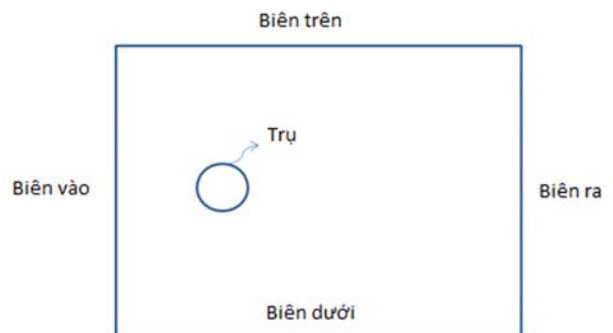 Biên trên
Trụ
Biên vào
Biên ra
Biên dưới